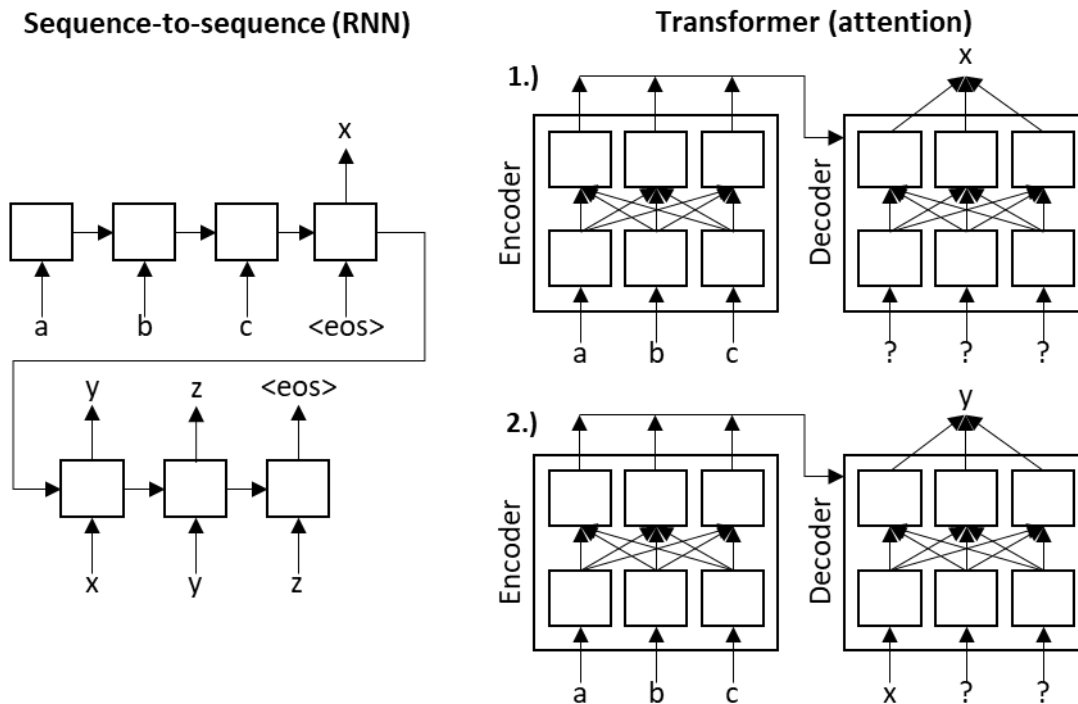 Sequence-to-sequence (RNN)
x
a b c <eos>
y z <eos>
x y z
Transformer (attention)
1.)
x
Encoder
Decoder
a b c ? ? ?
2.)
y
Encoder
Decoder
a b c x ? ?